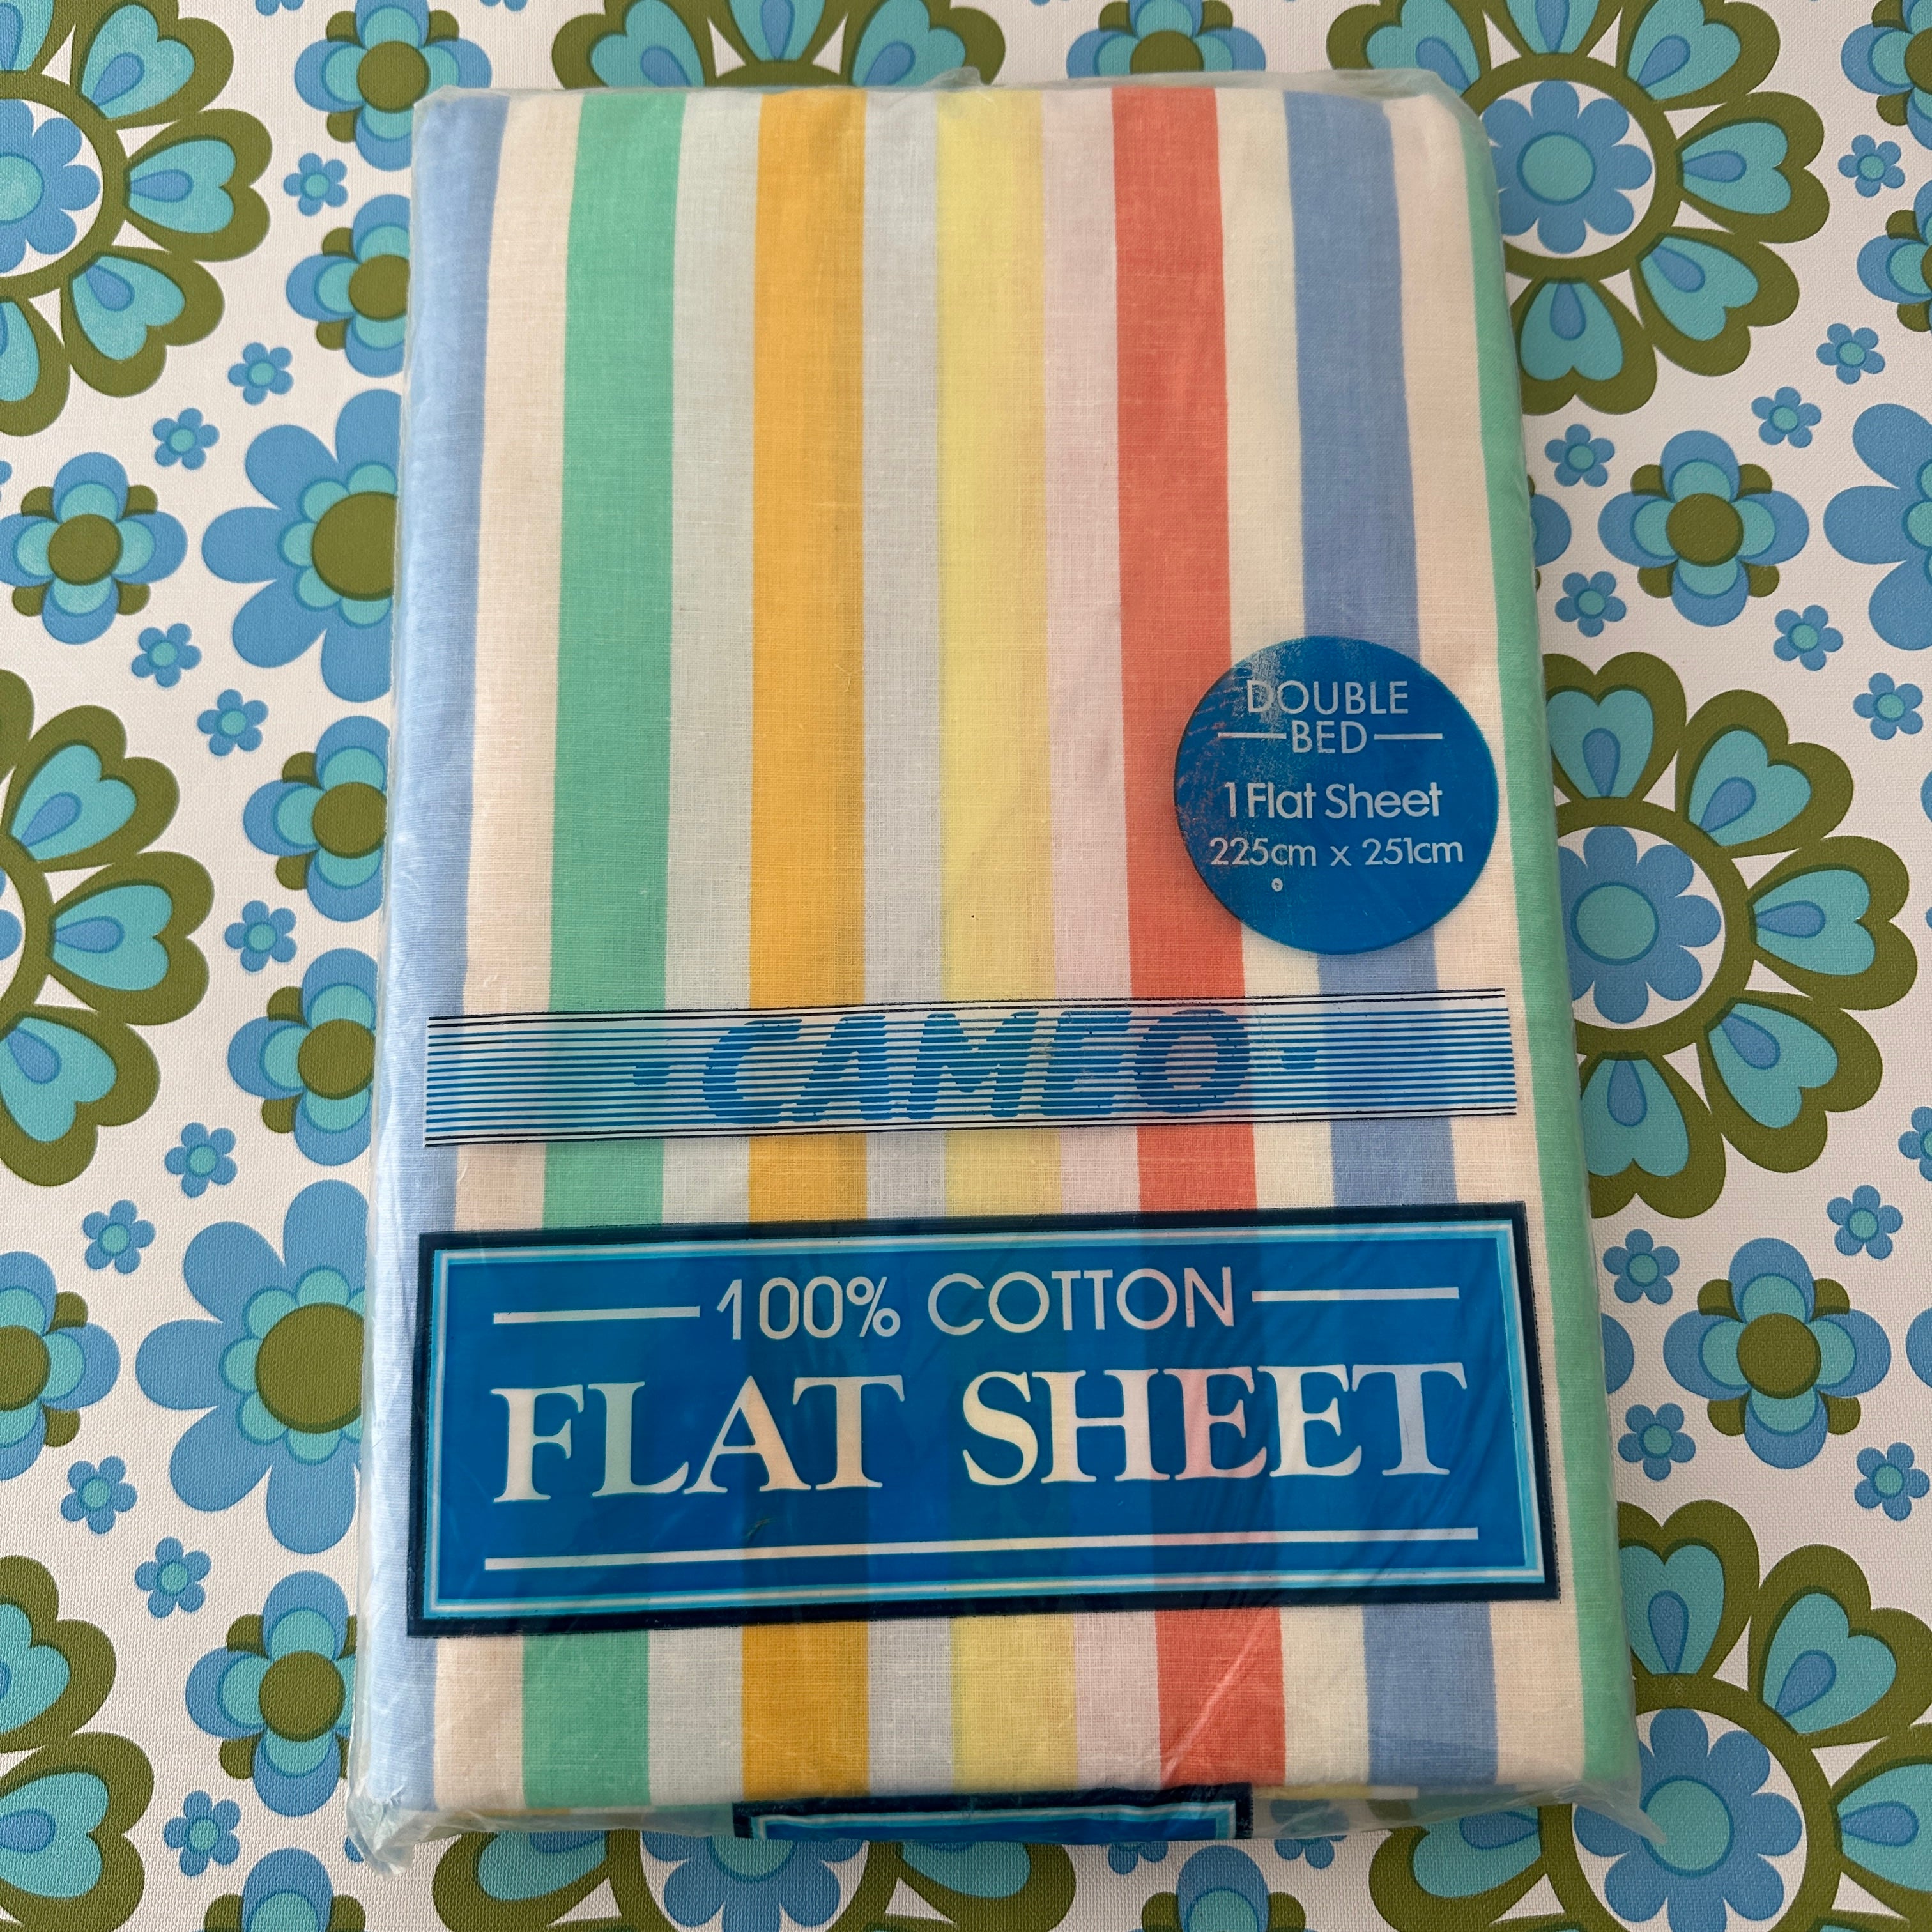 DOUBLE
BED
1 Flat Sheet
225cm x 251cm
CAMEO
100% COTTON
FLAT SHEET